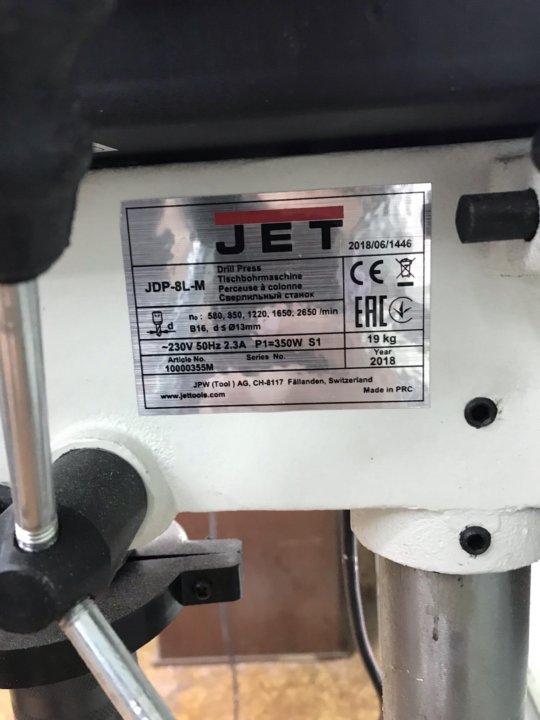 JET
2018/06/1446
JDP-8L-M
Drill Press
Tischbohrmaschine
Perceuse à colonne
Сверлильный станок
CE
EAC
d
n₀ : 580, 850, 1220, 1650, 2650 /min
B16, d ≤ Ø13mm
~230V 50Hz 2.3A P1=350W S1
19 kg
Article No.
Series No.
Year
10000355M
2018
JPW (Tool) AG, CH-8117 Fällanden, Switzerland
www.jettools.com
Made in PRC